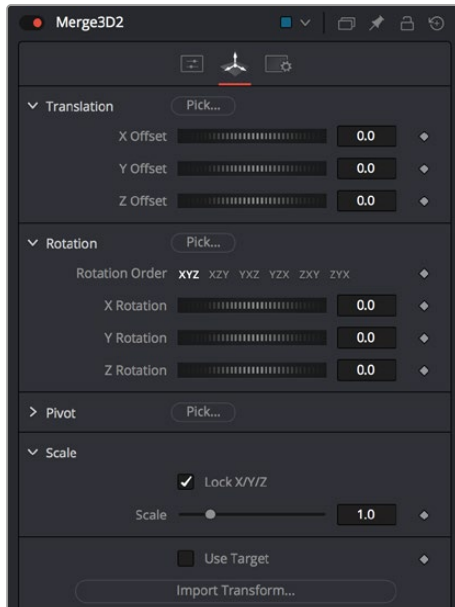 Merge3D2
Translation Pick...
X Offset 0.0
Y Offset 0.0
Z Offset 0.0
Rotation Pick...
Rotation Order XYZ XZY YXZ YZX ZXY ZYX
X Rotation 0.0
Y Rotation 0.0
Z Rotation 0.0
Pivot Pick...
Scale
Lock X/Y/Z
Scale 1.0
Use Target
Import Transform...